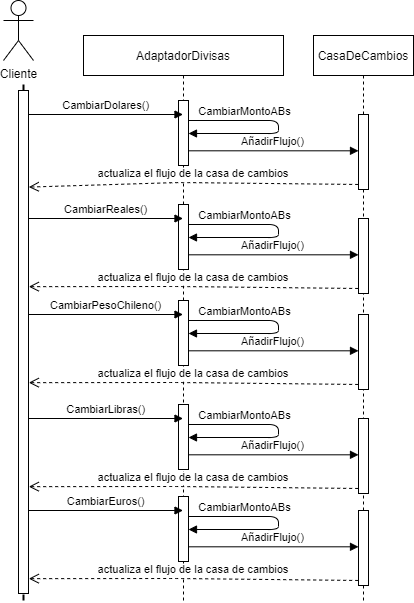 Cliente
AdaptadorDivisas
CasaDeCambios
CambiarDolares()
CambiarMontoABs
AñadirFlujo()
actualiza el flujo de la casa de cambios
CambiarReales()
CambiarMontoABs
AñadirFlujo()
actualiza el flujo de la casa de cambios
CambiarPesoChileno()
CambiarMontoABs
AñadirFlujo()
actualiza el flujo de la casa de cambios
CambiarLibras()
CambiarMontoABs
AñadirFlujo()
actualiza el flujo de la casa de cambios
CambiarEuros()
CambiarMontoABs
AñadirFlujo()
actualiza el flujo de la casa de cambios